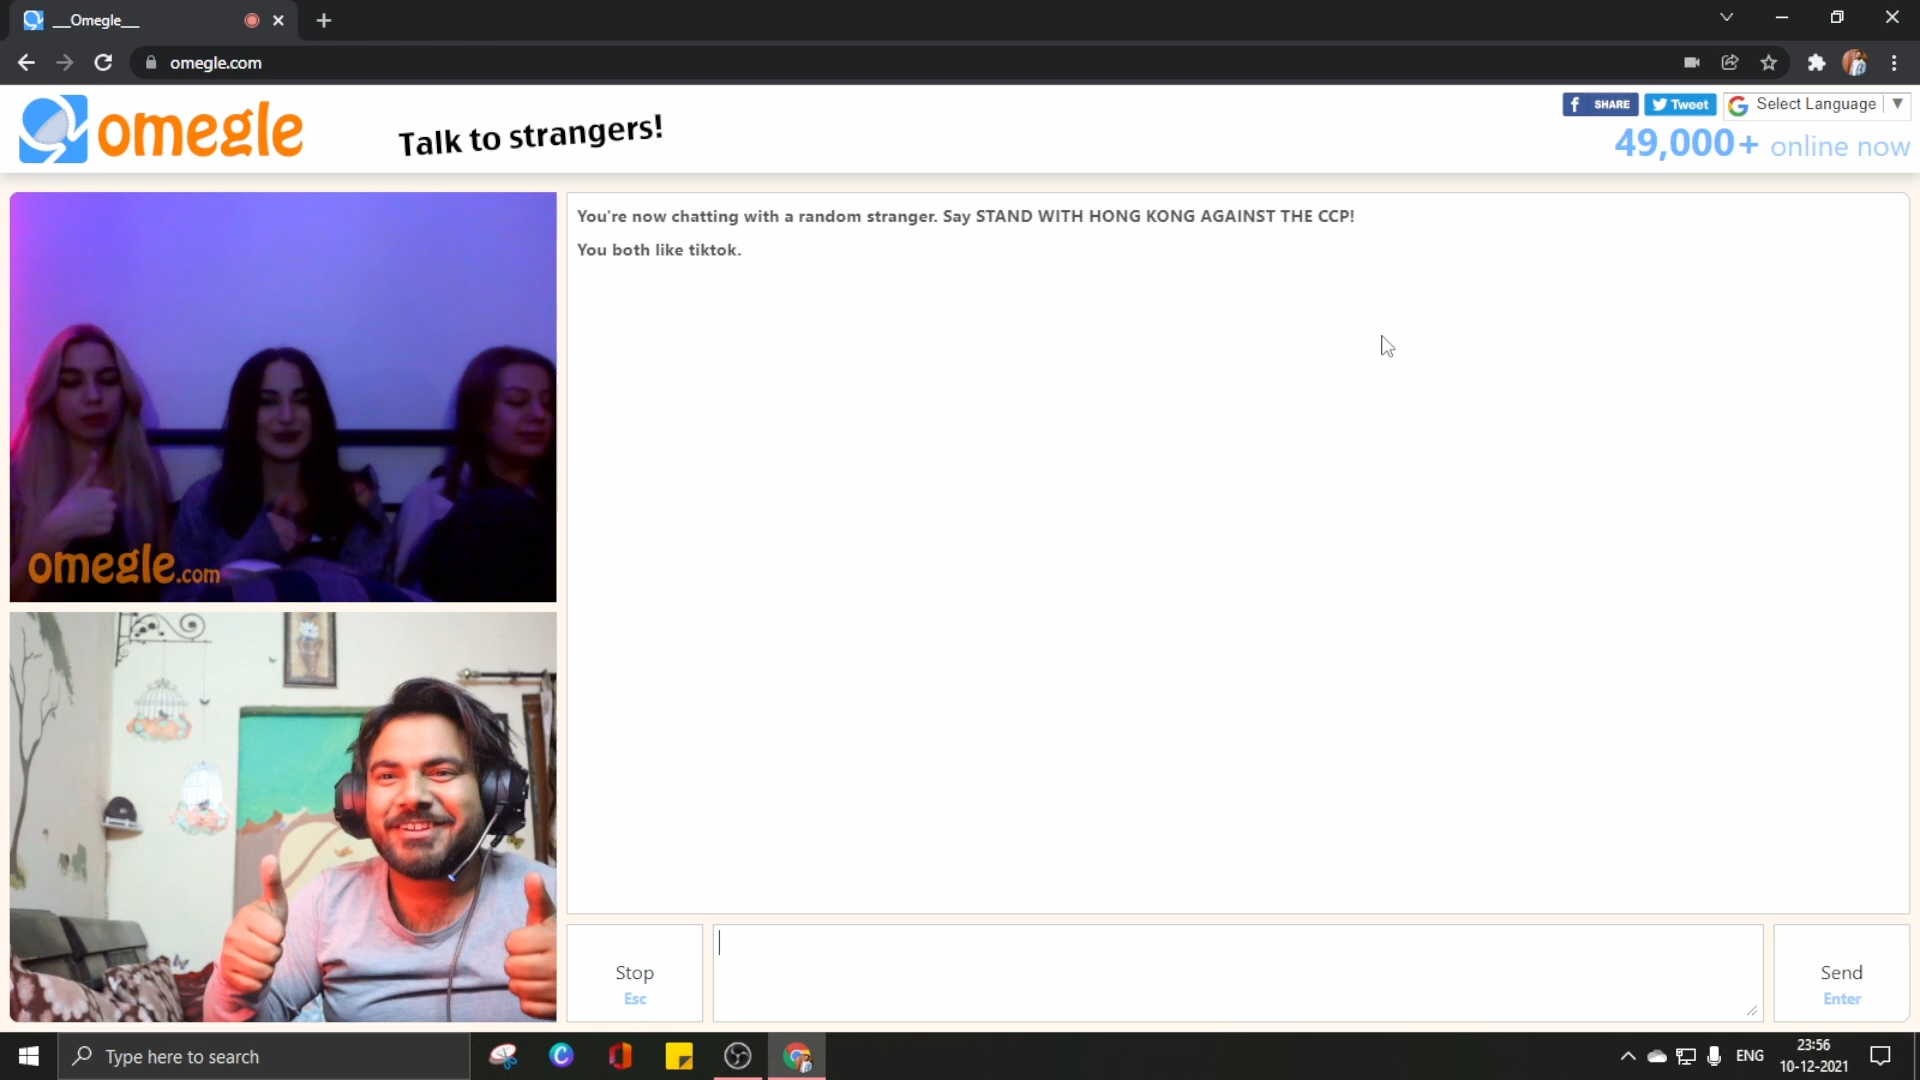 __Omegle__
omegle.com
omegle
Talk to strangers!
SHARE
Tweet
Select Language
49,000+ online now
You're now chatting with a random stranger. Say STAND WITH HONG KONG AGAINST THE CCP!
You both like tiktok.
omegle.com
Stop
Esc
Send
Enter
Type here to search
ENG
23:56
10-12-2021